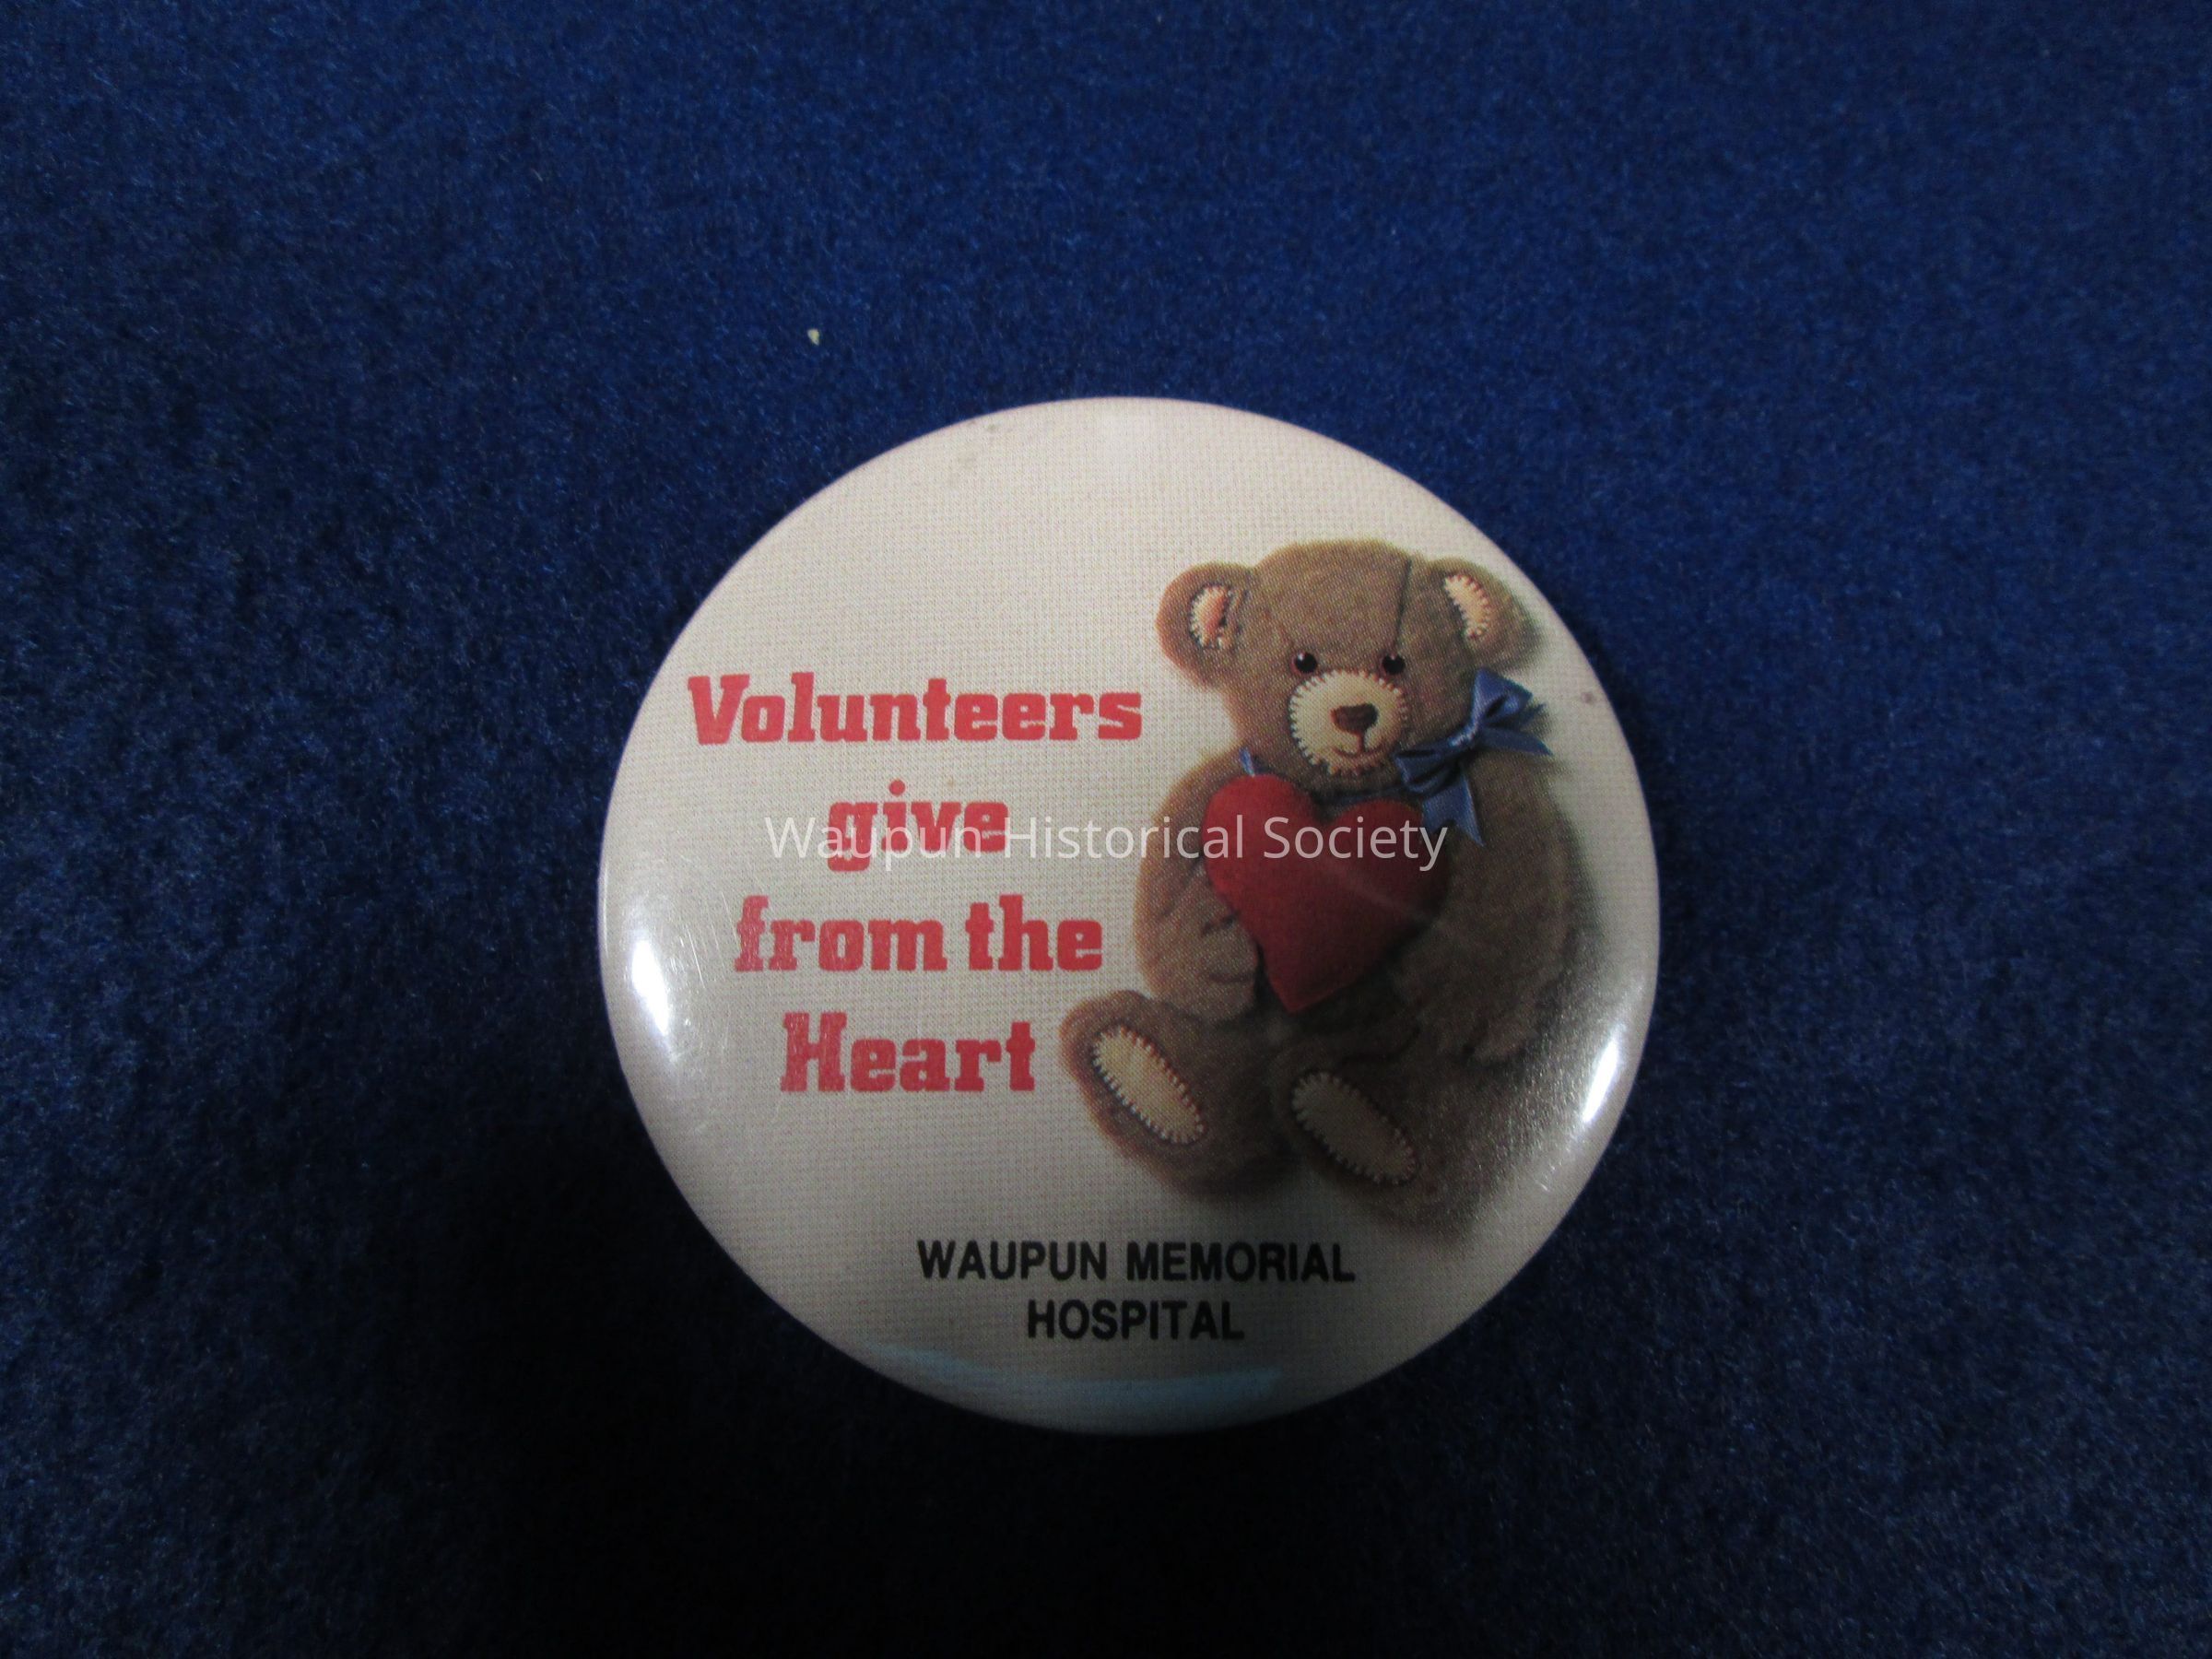 Volunteers
give
from the
Heart
Waupun Historical Society
WAUPUN MEMORIAL
HOSPITAL